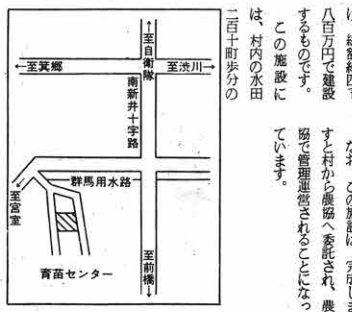 八百万円で建設
するものです。
この施設に
は、村内の水田
二百十町歩分の
なお、この施設は、完成しま
すと村から農協へ委託され、農
協で管理運営されることになっ
ています。
至自衛隊
←至箕郷
至渋川→
南新井十字路
群馬用水路
至宮室
至前橋
育苗センター